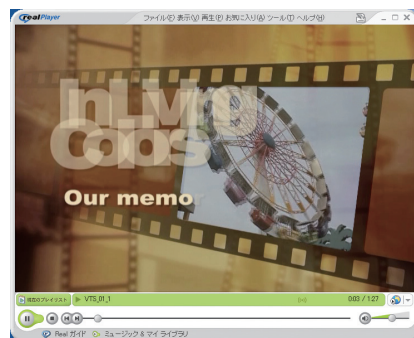 real Player ファイル(F) 表示(V) 再生(P) お気に入り(A) ツール(T) ヘルプ(H)
Our memo
現在のプレイリスト VTS_01_1 0:03 / 1:27
Real ガイド ミュージック & マイ ライブラリ